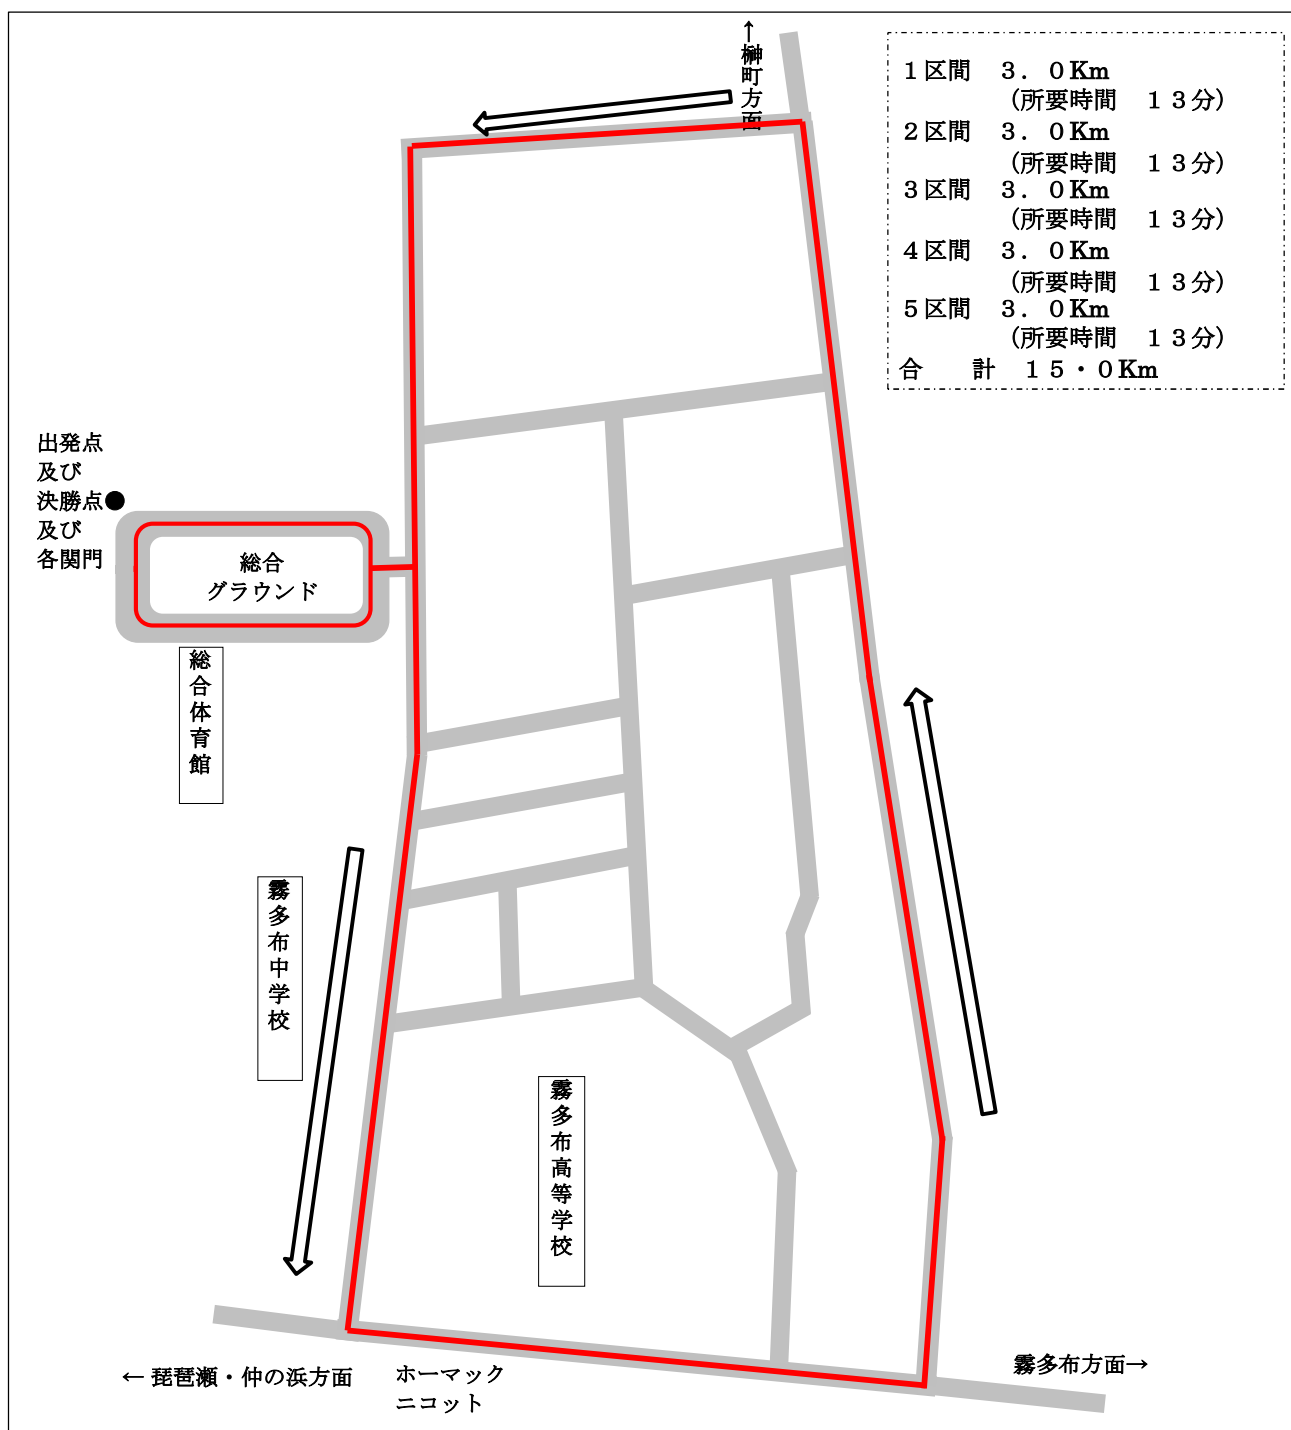 ↑榊町方面
１区間　３．０Km
（所要時間　１３分）
２区間　３．０Km
（所要時間　１３分）
３区間　３．０Km
（所要時間　１３分）
４区間　３．０Km
（所要時間　１３分）
５区間　３．０Km
（所要時間　１３分）
合　　計　１５・０Km
出発点
及び
決勝点●
及び
各関門
総合
グラウンド
総合体育館
霧多布中学校
霧多布高等学校
←琵琶瀬・仲の浜方面
ホーマック
ニコット
霧多布方面→